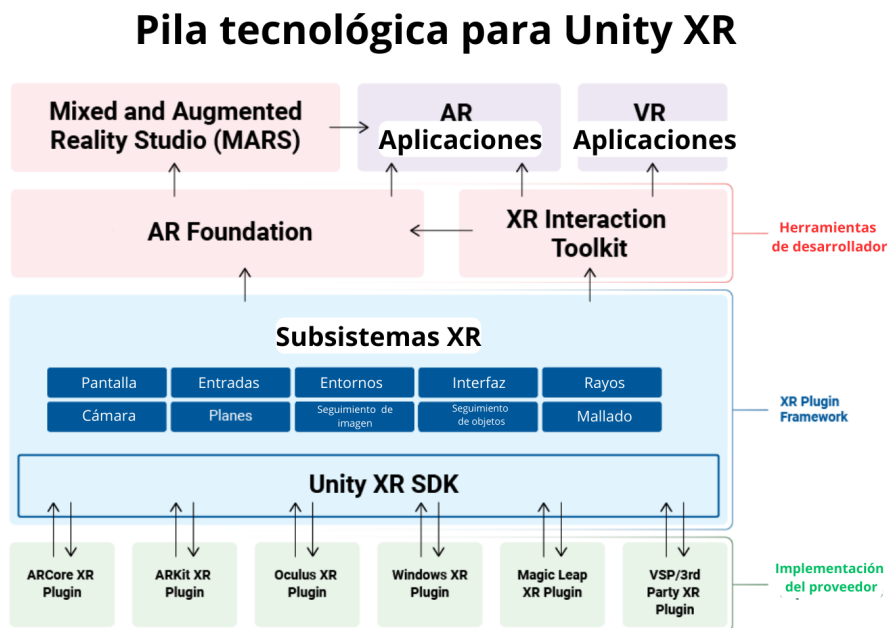 Pila tecnológica para Unity XR
Mixed and Augmented
Reality Studio (MARS)
AR
Aplicaciones
VR
Aplicaciones
AR Foundation
XR Interaction
Toolkit
Herramientas
de desarrollador
Subsistemas XR
Pantalla
Entradas
Entornos
Interfaz
Rayos
Cámara
Planes
Seguimiento de
imagen
Seguimiento
de objetos
Mallado
XR Plugin
Framework
Unity XR SDK
ARCore XR
Plugin
ARKit XR
Plugin
Oculus XR
Plugin
Windows XR
Plugin
Magic Leap
XR Plugin
VSP/3rd
Party XR
Plugin
Implementación
del proveedor